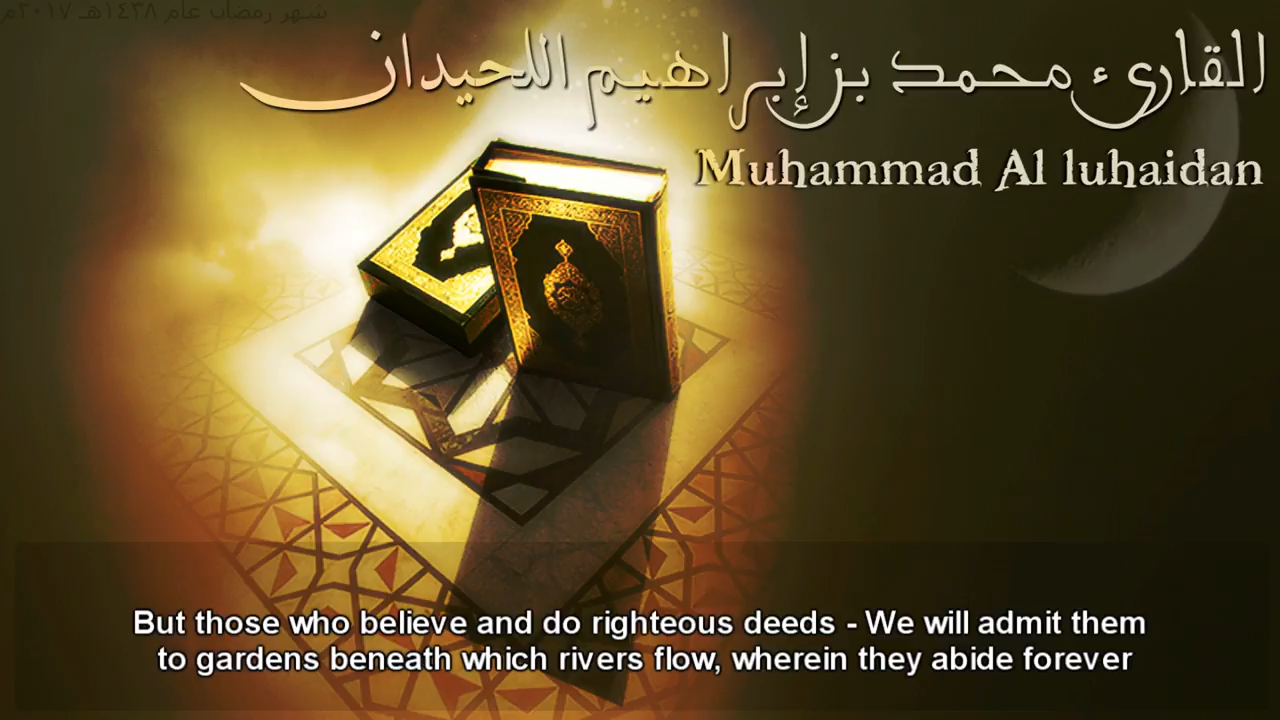 شهر رمضان عام ١٤٣٨هـ ٢٠١٧م
القارئ محمد بن إبراهيم اللحيدان
Muhammad Al luhaidan
But those who believe and do righteous deeds - We will admit them
to gardens beneath which rivers flow, wherein they abide forever